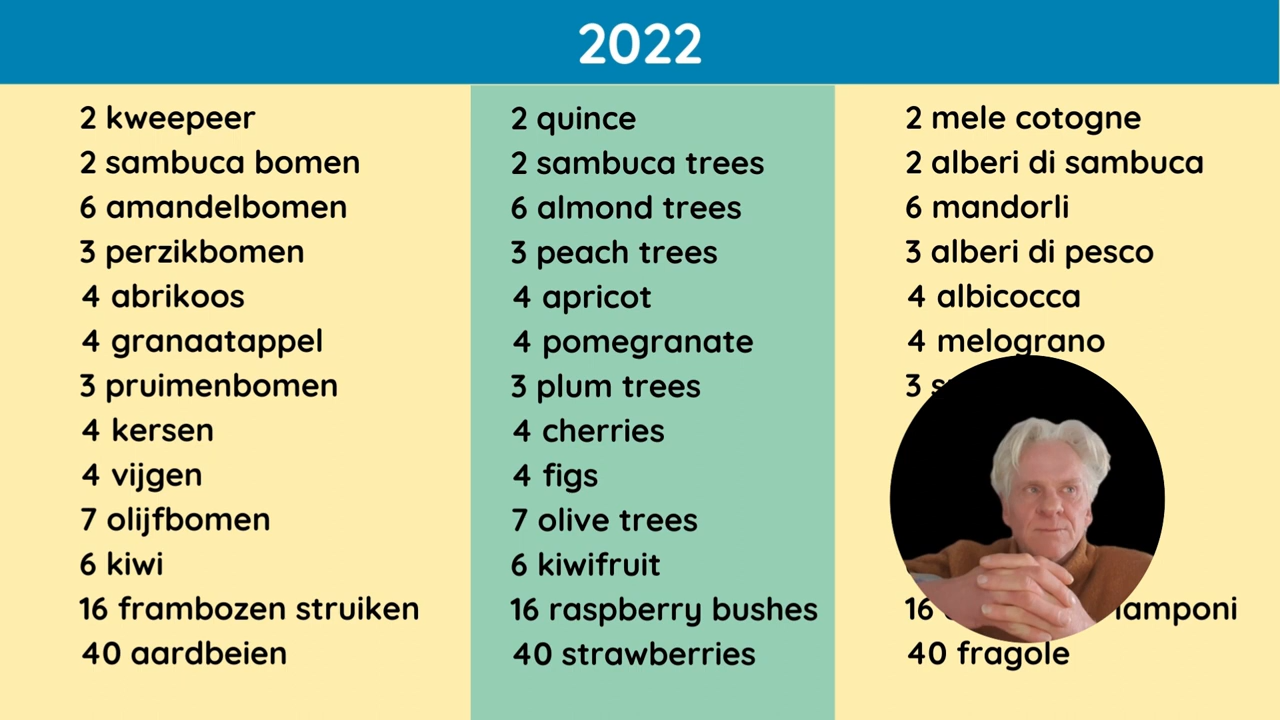 2022
2 kweepeer
2 sambuca bomen
6 amandelbomen
3 perzikbomen
4 abrikoos
4 granaatappel
3 pruimenbomen
4 kersen
4 vijgen
7 olijfbomen
6 kiwi
16 frambozen struiken
40 aardbeien
2 quince
2 sambuca trees
6 almond trees
3 peach trees
4 apricot
4 pomegranate
3 plum trees
4 cherries
4 figs
7 olive trees
6 kiwifruit
16 raspberry bushes
40 strawberries
2 mele cotogne
2 alberi di sambuca
6 mandorli
3 alberi di pesco
4 albicocca
4 melograno
3
16 lamponi
40 fragole